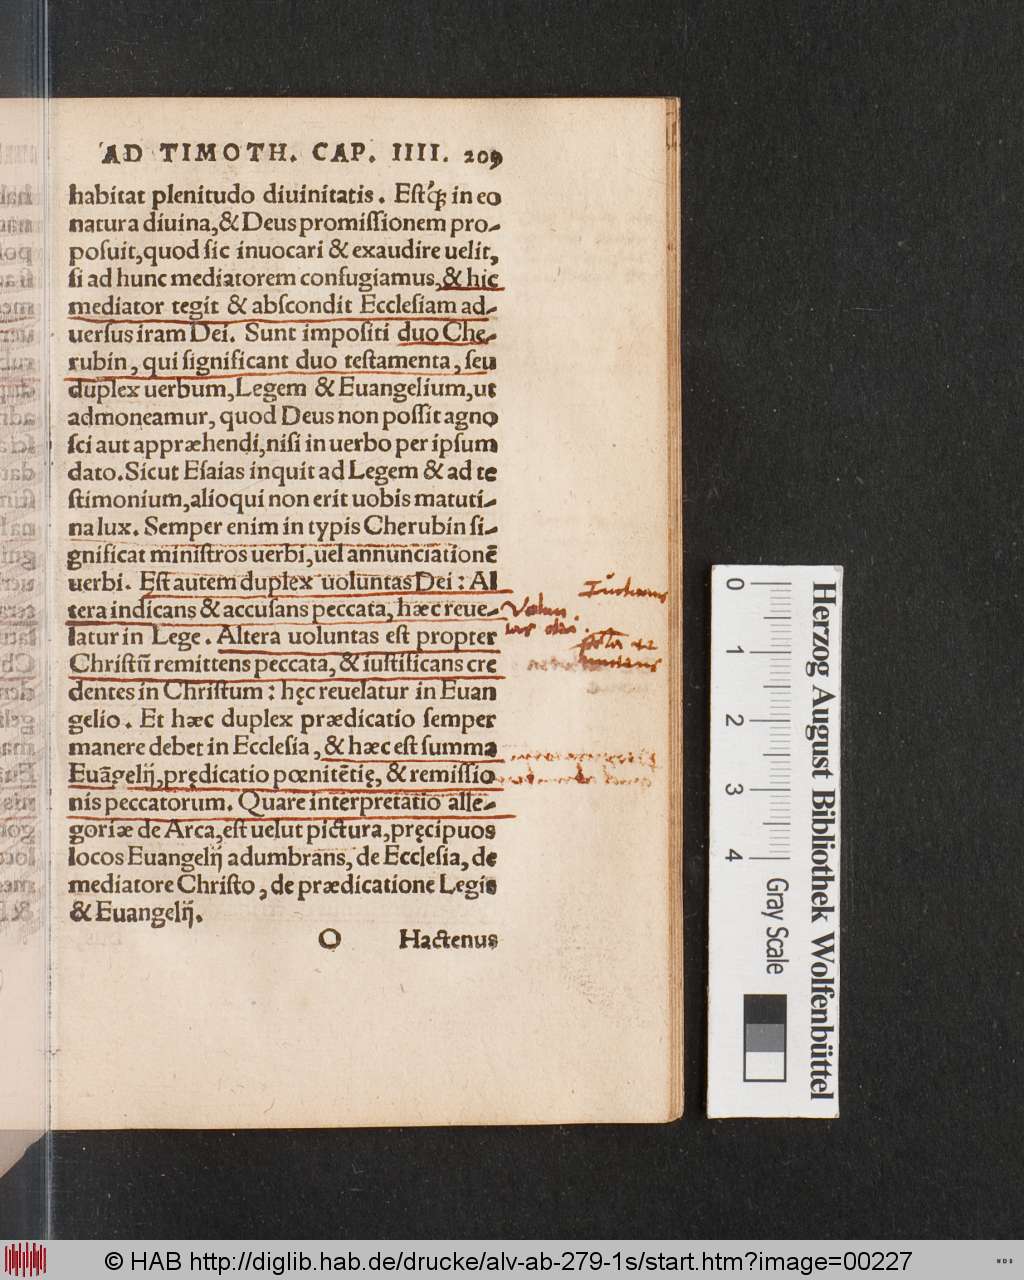 AD TIMOTH. CAP. IIII. 209
habitat plenitudo diuinitatis. Estq́ꝫ in eo
natura diuina,& Deus promiſſionem pro-
poſuit,quod ſic inuocari & exaudire uelit,
ſi ad hunc mediatorem confugiamus,& hic
mediator tegit & abſcondit Eccleſiam ad-
uerſus iram Dei. Sunt impoſiti duo Che-
rubin, qui ſignificant duo teſtamenta, ſeu
duplex uerbum, Legem & Euangelium,ut
admoneamur, quod Deus non poſſit agno
ſci aut appræhendi,niſi in uerbo per ipſum
dato.Sicut Eſaias inquit ad Legem & ad te
ſtimonium,alioqui non erit uobis matuti-
na lux. Semper enim in typis Cherubin ſi-
gnificat miniſtros uerbi,uel annunciationē
uerbi. Eſt autem duplex uoluntas Dei: Al
tera indicans & accuſans peccata, hæc reue-
latur in Lege. Altera uoluntas eſt propter
Chriſtū remittens peccata, & iuſtificans cre
dentes in Chriſtum: hęc reuelatur in Euan
gelio. Et hæc duplex prædicatio ſemper
manere debet in Eccleſia, & hæc eſt ſumma
Euāgelij,prędicatio pœnitētię, & remiſſio
nis peccatorum. Quare interpretatio alle-
goriæ de Arca,eſt uelut pictura,pręcipuos
locos Euangelij adumbrans, de Eccleſia, de
mediatore Chriſto, de prædicatione Legis
& Euangelij.
O Hactenus
Volun
tas dei.
0 1 2 3 4
Gray Scale
Herzog August Bibliothek Wolfenbüttel
© HAB http://diglib.hab.de/drucke/alv-ab-279-1s/start.htm?image=00227